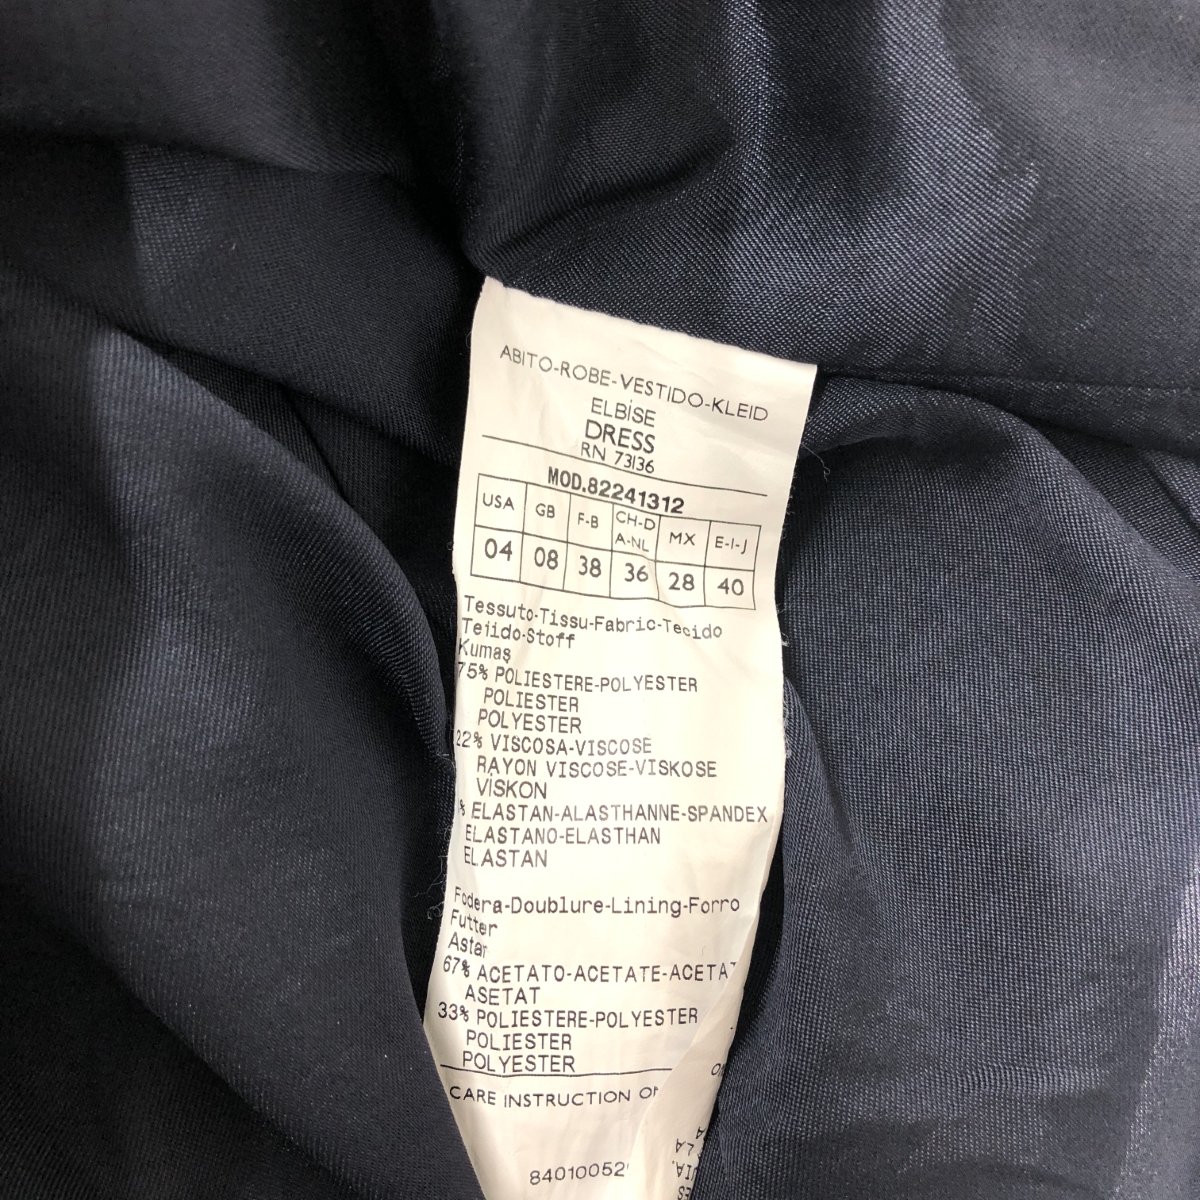 ABITO-ROBE-VESTIDO-KLEID
ELBİSE
DRESS
RN 73136
MOD.82241312
USA GB F-B CH-D A-NL MX E-I-J
04 08 38 36 28 40
Tessuto-Tissu-Fabric-Tecido
Tejido-Stoff
Kumaş
75% POLIESTERE-POLYESTER
POLIESTER
POLYESTER
22% VISCOSA-VISCOSE
RAYON VISCOSE-VISKOSE
VISKON
% ELASTAN-ALASTHANNE-SPANDEX
ELASTANO-ELASTHAN
ELASTAN
Fodera-Doublure-Lining-Forro
Futter
Astar
67% ACETATO-ACETATE-ACETAT
ASETAT
33% POLIESTERE-POLYESTER
POLIESTER
POLYESTER
CARE INSTRUCTION
84010052